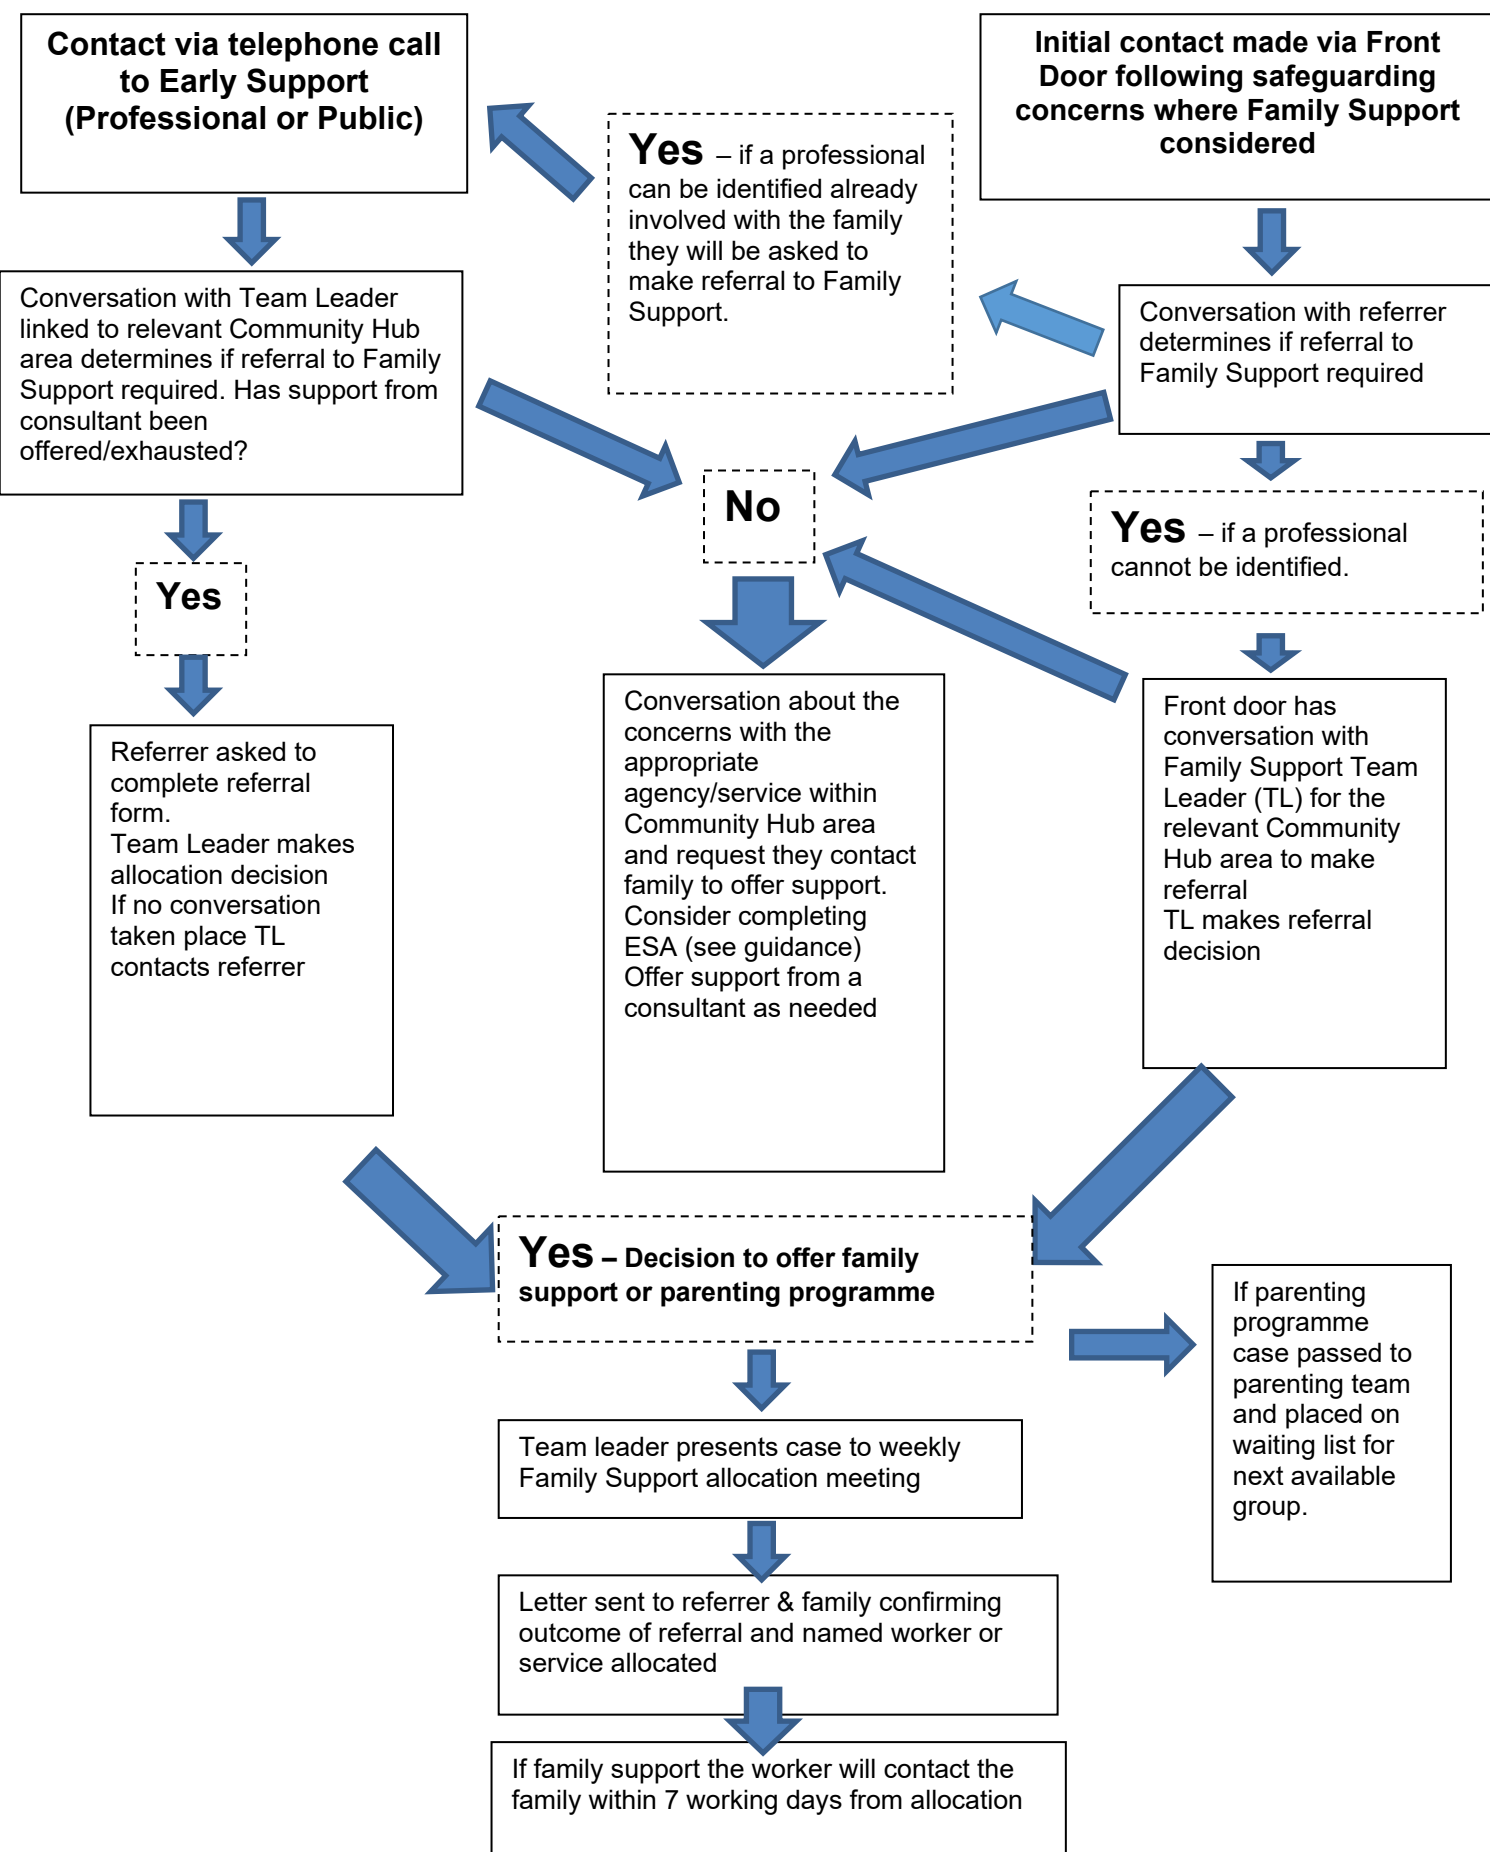 Contact via telephone call
to Early Support
(Professional or Public)
Yes – if a professional
can be identified already
involved with the family
they will be asked to
make referral to Family
Support.
Initial contact made via Front
Door following safeguarding
concerns where Family Support
considered
Conversation with Team Leader
linked to relevant Community Hub
area determines if referral to Family
Support required. Has support from
consultant been
offered/exhausted?
Conversation with referrer
determines if referral to
Family Support required
No
Yes – if a professional
cannot be identified.
Yes
Referrer asked to
complete referral
form.
Team Leader makes
allocation decision
If no conversation
taken place TL
contacts referrer
Conversation about the
concerns with the
appropriate
agency/service within
Community Hub area
and request they contact
family to offer support.
Consider completing
ESA (see guidance)
Offer support from a
consultant as needed
Front door has
conversation with
Family Support Team
Leader (TL) for the
relevant Community
Hub area to make
referral
TL makes referral
decision
Yes – Decision to offer family
support or parenting programme
If parenting
programme
case passed to
parenting team
and placed on
waiting list for
next available
group.
Team leader presents case to weekly
Family Support allocation meeting
Letter sent to referrer & family confirming
outcome of referral and named worker or
service allocated
If family support the worker will contact the
family within 7 working days from allocation